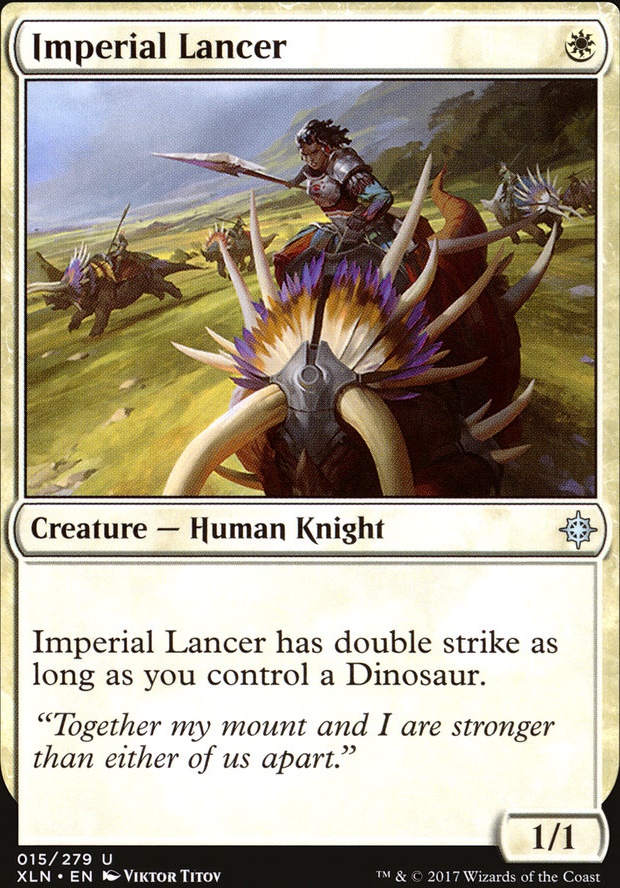 Imperial Lancer
Creature — Human Knight
Imperial Lancer has double strike as
long as you control a Dinosaur.
“Together my mount and I are stronger
than either of us apart.”
1/1
015/279 U
XLN • EN Viktor Titov
™ & © 2017 Wizards of the Coast